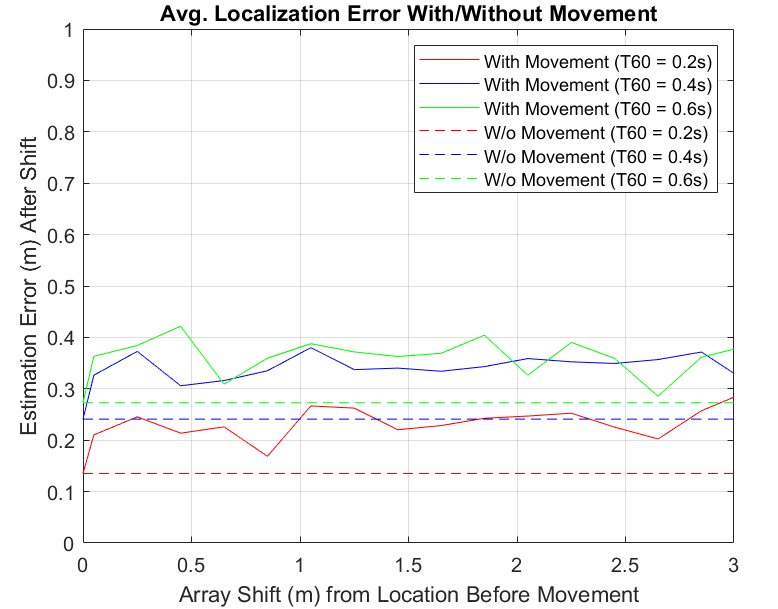 Avg. Localization Error With/Without Movement
1
0.9
0.8
0.7
0.6
0.5
0.4
0.3
0.2
0.1
0
Estimation Error (m) After Shift
With Movement (T60 = 0.2s)
With Movement (T60 = 0.4s)
With Movement (T60 = 0.6s)
W/o Movement (T60 = 0.2s)
W/o Movement (T60 = 0.4s)
W/o Movement (T60 = 0.6s)
0 0.5 1 1.5 2 2.5 3
Array Shift (m) from Location Before Movement